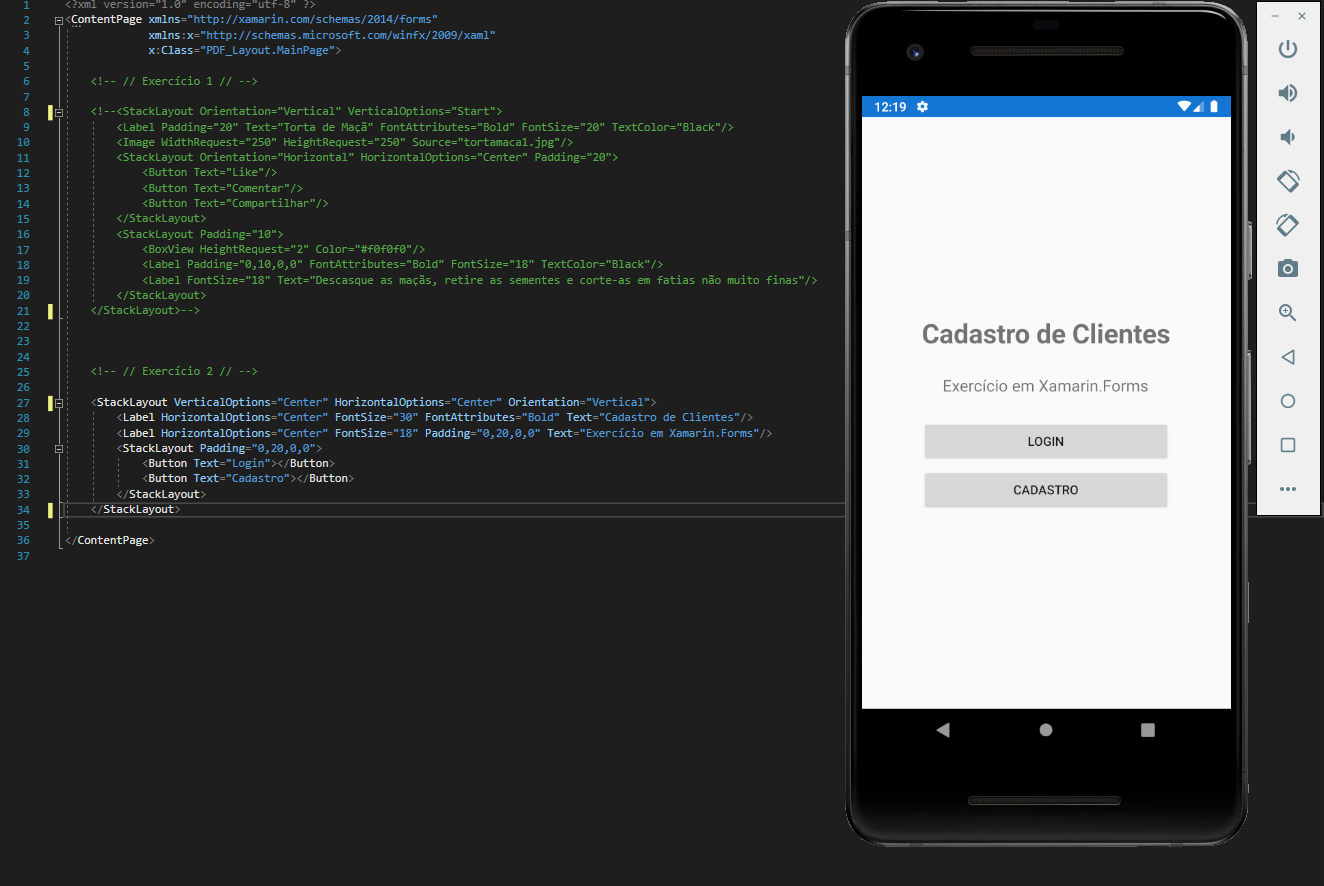 1 <?xml version="1.0" encoding="utf-8" ?>
2 <ContentPage xmlns="http://xamarin.com/schemas/2014/forms"
3 xmlns:x="http://schemas.microsoft.com/winfx/2009/xaml"
4 x:Class="PDF_Layout.MainPage">
5
6 <!-- // Exercício 1 // -->
7
8 <!--<StackLayout Orientation="Vertical" VerticalOptions="Start">
9 <Label Padding="20" Text="Torta de Maçã" FontAttributes="Bold" FontSize="20" TextColor="Black"/>
10 <Image WidthRequest="250" HeightRequest="250" Source="tortamaca1.jpg"/>
11 <StackLayout Orientation="Horizontal" HorizontalOptions="Center" Padding="20">
12 <Button Text="Like"/>
13 <Button Text="Comentar"/>
14 <Button Text="Compartilhar"/>
15 </StackLayout>
16 <StackLayout Padding="10">
17 <BoxView HeightRequest="2" Color="#f0f0f0"/>
18 <Label Padding="0,10,0,0" FontAttributes="Bold" FontSize="18" TextColor="Black"/>
19 <Label FontSize="18" Text="Descasque as maçãs, retire as sementes e corte-as em fatias não muito finas"/>
20 </StackLayout>
21 </StackLayout>-->
22
23
24
25 <!-- // Exercício 2 // -->
26
27 <StackLayout VerticalOptions="Center" HorizontalOptions="Center" Orientation="Vertical">
28 <Label HorizontalOptions="Center" FontSize="30" FontAttributes="Bold" Text="Cadastro de Clientes"/>
29 <Label HorizontalOptions="Center" FontSize="18" Padding="0,20,0,0" Text="Exercício em Xamarin.Forms"/>
30 <StackLayout Padding="0,20,0,0">
31 <Button Text="Login"></Button>
32 <Button Text="Cadastro"></Button>
33 </StackLayout>
34 </StackLayout>
35
36 </ContentPage>
37
12:19
Cadastro de Clientes
Exercício em Xamarin.Forms
LOGIN
CADASTRO